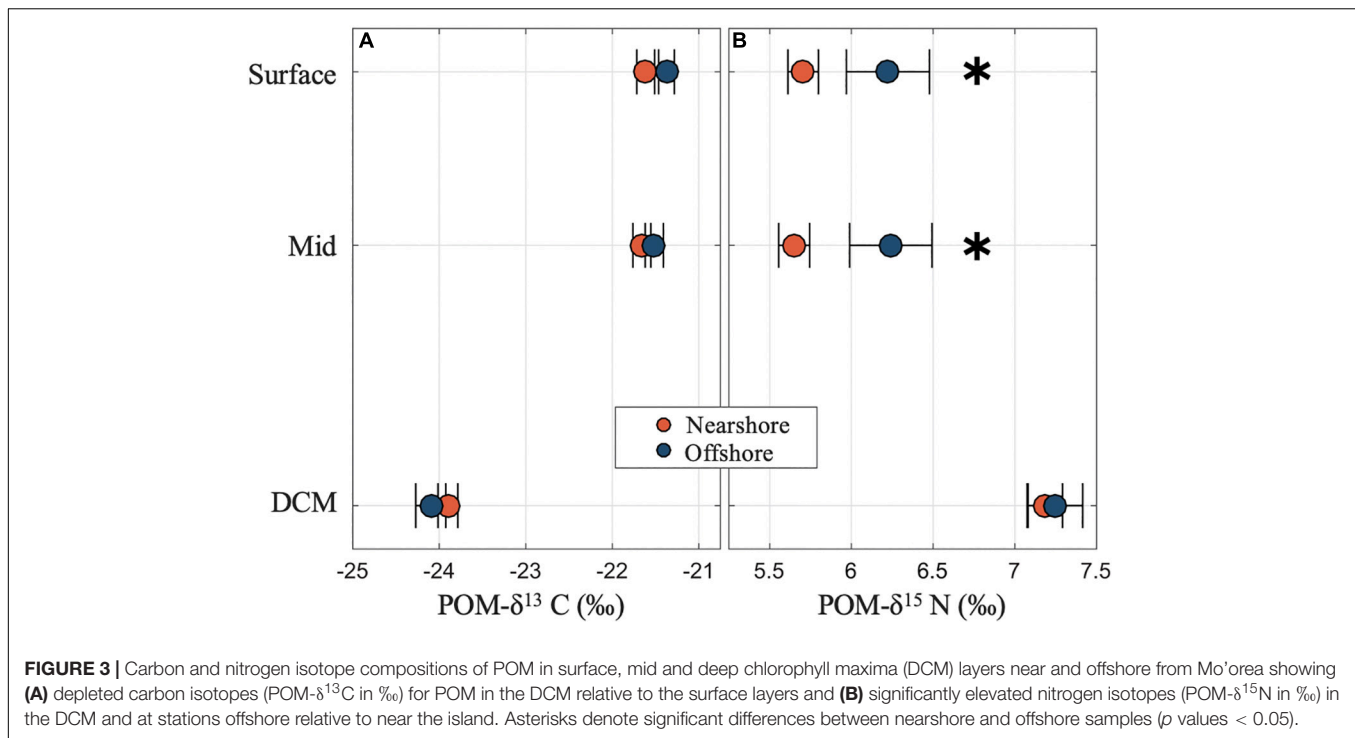 A
B
Surface
Mid
DCM
Nearshore
Offshore
-25 -24 -23 -22 -21
5.5 6 6.5 7 7.5
POM-δ¹³ C (‰)
POM-δ¹⁵ N (‰)
FIGURE 3 | Carbon and nitrogen isotope compositions of POM in surface, mid and deep chlorophyll maxima (DCM) layers near and offshore from Mo'orea showing
(A) depleted carbon isotopes (POM-δ¹³C in ‰) for POM in the DCM relative to the surface layers and (B) significantly elevated nitrogen isotopes (POM-δ¹⁵N in ‰) in
the DCM and at stations offshore relative to near the island. Asterisks denote significant differences between nearshore and offshore samples (p values < 0.05).